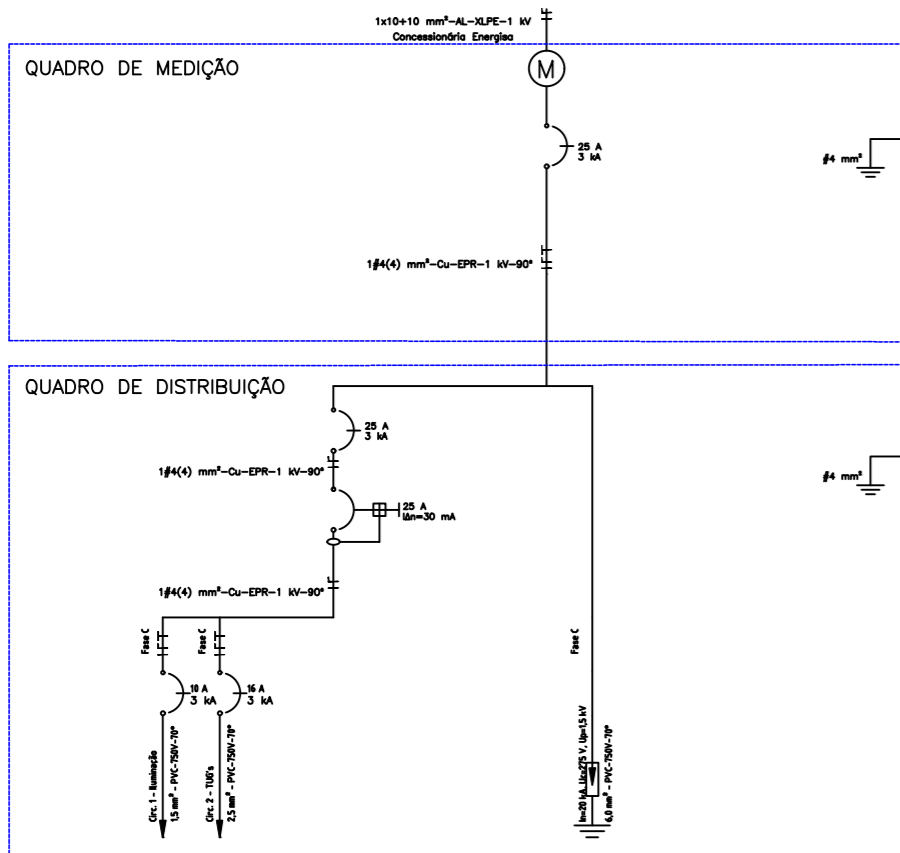 1x10+10 mm²-AL-XLPE-1 kV
Concessionária Energisa
QUADRO DE MEDIÇÃO
M
25 A
3 kA
#4 mm²
1#4(4) mm²-Cu-EPR-1 kV-90°
QUADRO DE DISTRIBUIÇÃO
25 A
3 kA
1#4(4) mm²-Cu-EPR-1 kV-90°
#4 mm²
25 A
IΔn=30 mA
1#4(4) mm²-Cu-EPR-1 kV-90°
Fase C
Fase C
Fase C
10 A
3 kA
16 A
3 kA
Circ. 1 - Iluminação
1,5 mm² - PVC-750V-70°
Circ. 2 - TUG's
2,5 mm² - PVC-750V-70°
In=20 kA, Uc=275 V, Up=1,5 kV
6,0 mm² - PVC-750V-70°